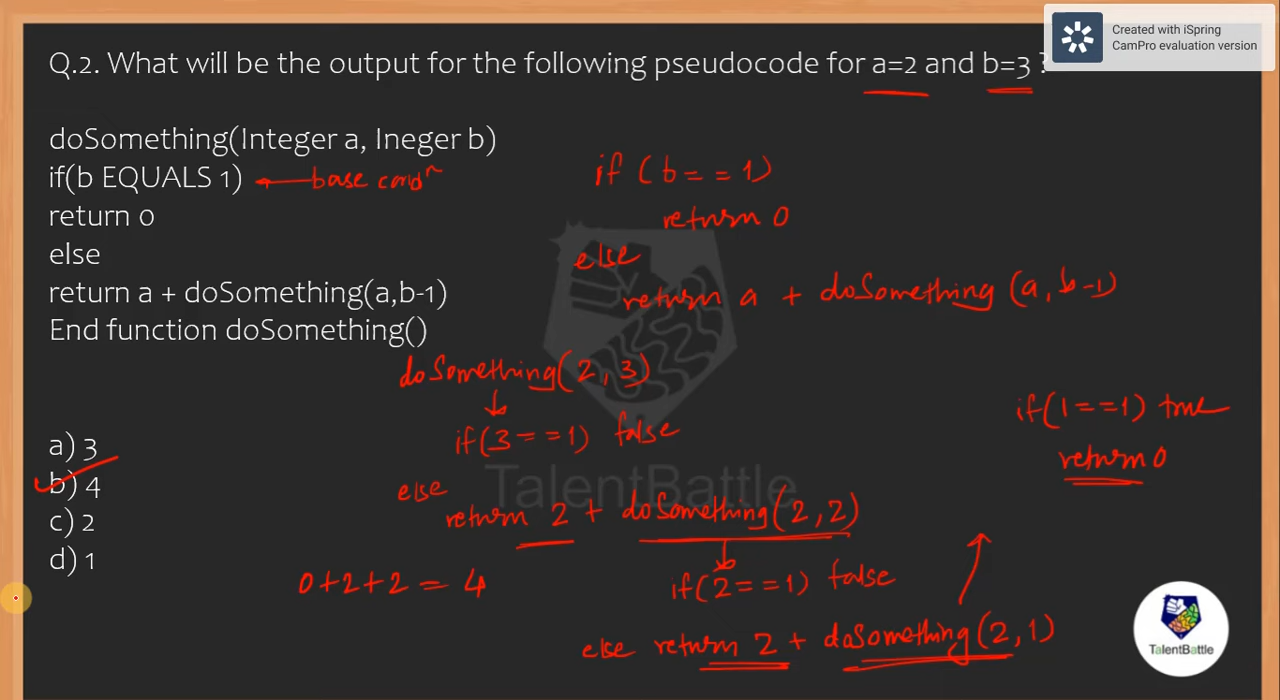 Created with iSpring
CamPro evaluation version
Q.2. What will be the output for the following pseudocode for a=2 and b=3 ?
doSomething(Integer a, Ineger b)
if(b EQUALS 1) ← base condⁿ
return 0
else
return a + doSomething(a,b-1)
End function doSomething()
if (b == 1)
return 0
else
return a + doSomething (a, b-1)
doSomething(2,3)
if(3==1) false
else
return 2 + doSomething(2,2)
if(2==1) false
else return 2 + doSomething(2,1)
if(1==1) true
return 0
0+2+2 = 4
a) 3
b) 4
c) 2
d) 1
TalentBattle
TalentBattle